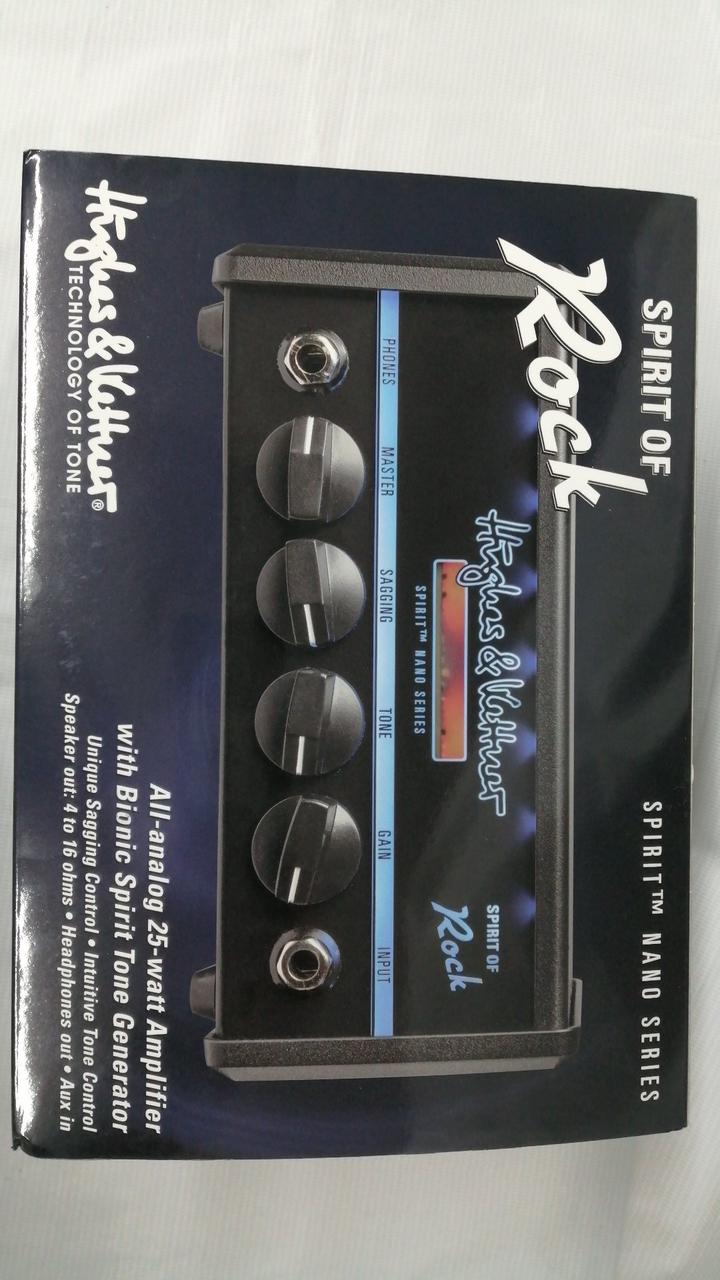 SPIRIT OF
Rock
SPIRIT™ NANO SERIES
Hughes & Kettner
SPIRIT™ NANO SERIES
SPIRIT OF
Rock
PHONES MASTER SAGGING TONE GAIN INPUT
Hughes & Kettner®
TECHNOLOGY OF TONE
All-analog 25-watt Amplifier
with Bionic Spirit Tone Generator
Unique Sagging Control • Intuitive Tone Control
Speaker out: 4 to 16 ohms • Headphones out • Aux in